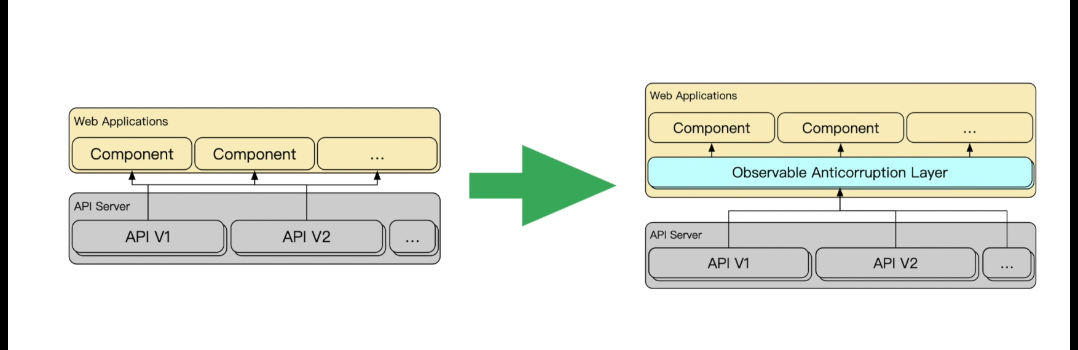 Web Applications
Component
Component
...
API Server
API V1
API V2
...
Web Applications
Component
Component
...
Observable Anticorruption Layer
API Server
API V1
API V2
...